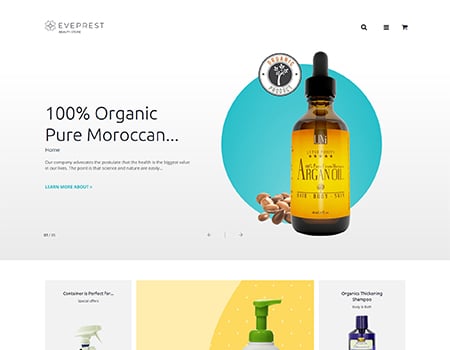 EVEPREST
BEAUTY STORE
ORGANIC
PRODUCT
100% Organic
Pure Moroccan...
Home
Our company advocates the postulate that the health is the biggest value
in our lives. The point is that science and nature are easily...
LEARN MORE ABOUT >
ARGAN OIL
HAIR · BODY · SKIN
01 / 05
Container is Perfect For...
Special offers
Organics Thickening
Shampoo
Body & Bath